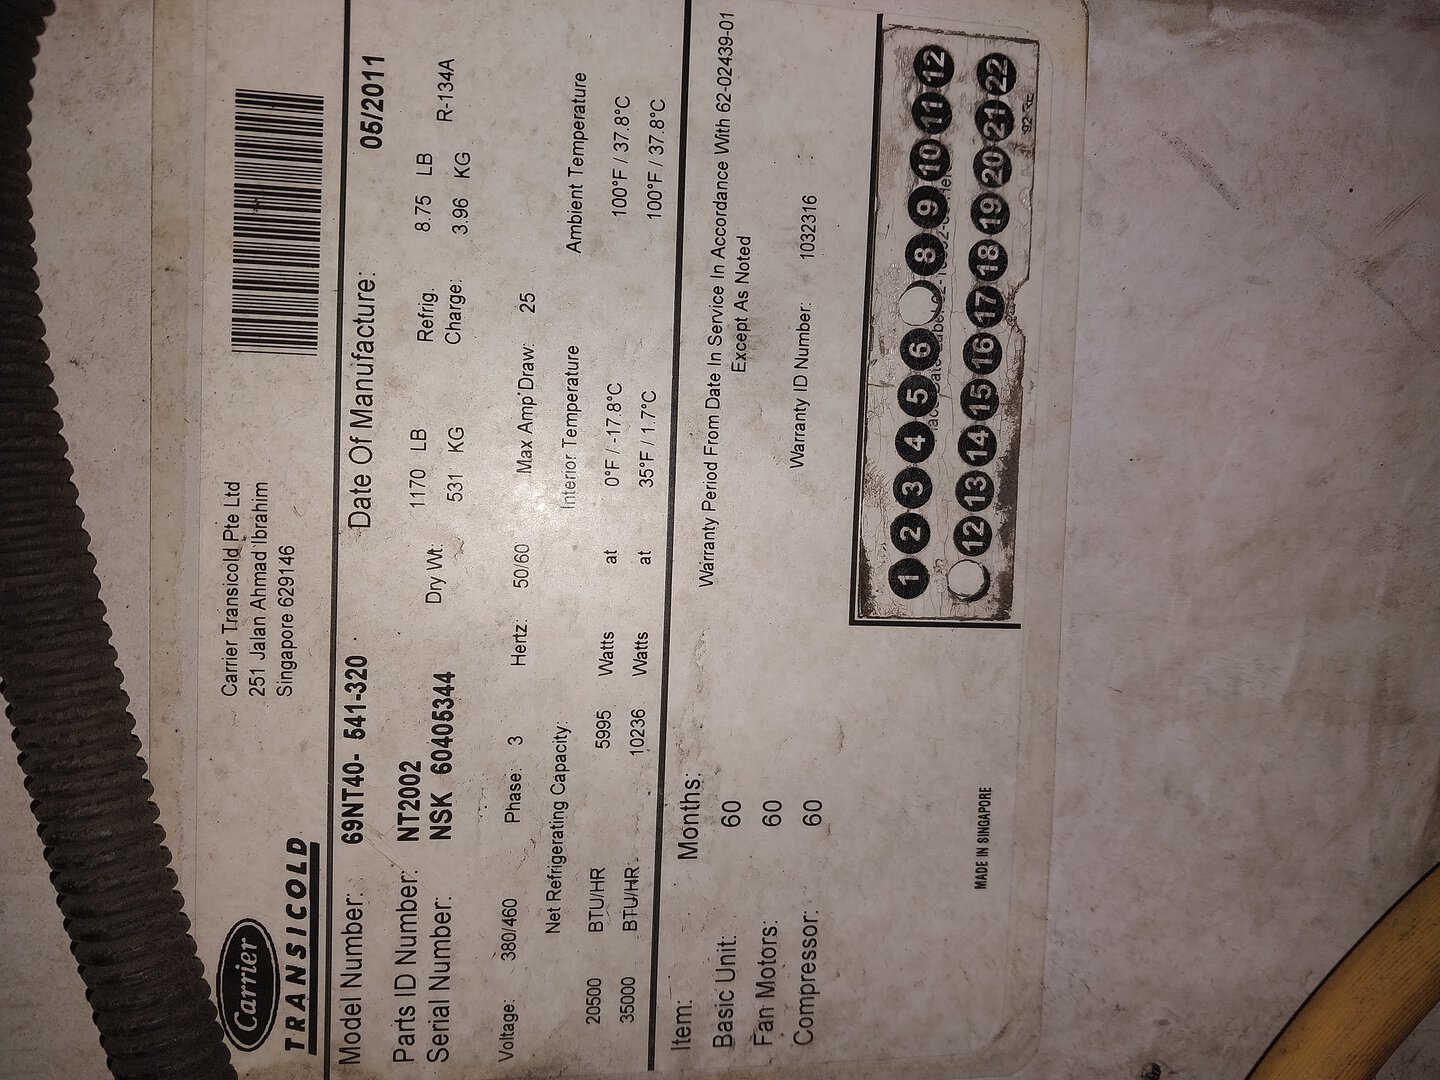 Carrier
TRANSICOLD
Carrier Transicold Pte Ltd
251 Jalan Ahmad Ibrahim
Singapore 629146
Model Number: 69NT40- 541-320 Date Of Manufacture: 05/2011
Parts ID Number: NT2002
Serial Number: NSK 60405344
Dry Wt. 1170 LB Refrig. 8.75 LB
531 KG Charge: 3.96 KG R-134A
Voltage: 380/460 Phase: 3 Hertz: 50/60 Max Amp Draw: 25
Net Refrigerating Capacity: Interior Temperature Ambient Temperature
20500 BTU/HR 5995 Watts at 0°F / -17.8°C 100°F / 37.8°C
35000 BTU/HR 10236 Watts at 35°F / 1.7°C 100°F / 37.8°C
Item: Months: Warranty Period From Date In Service In Accordance With 62-02439-01
Except As Noted
Basic Unit: 60
Fan Motors: 60
Compressor: 60
Warranty ID Number: 1032316
1 2 3 4 5 6 8 9 10 11 12
12 13 14 15 16 17 18 19 20 21 22
MADE IN SINGAPORE